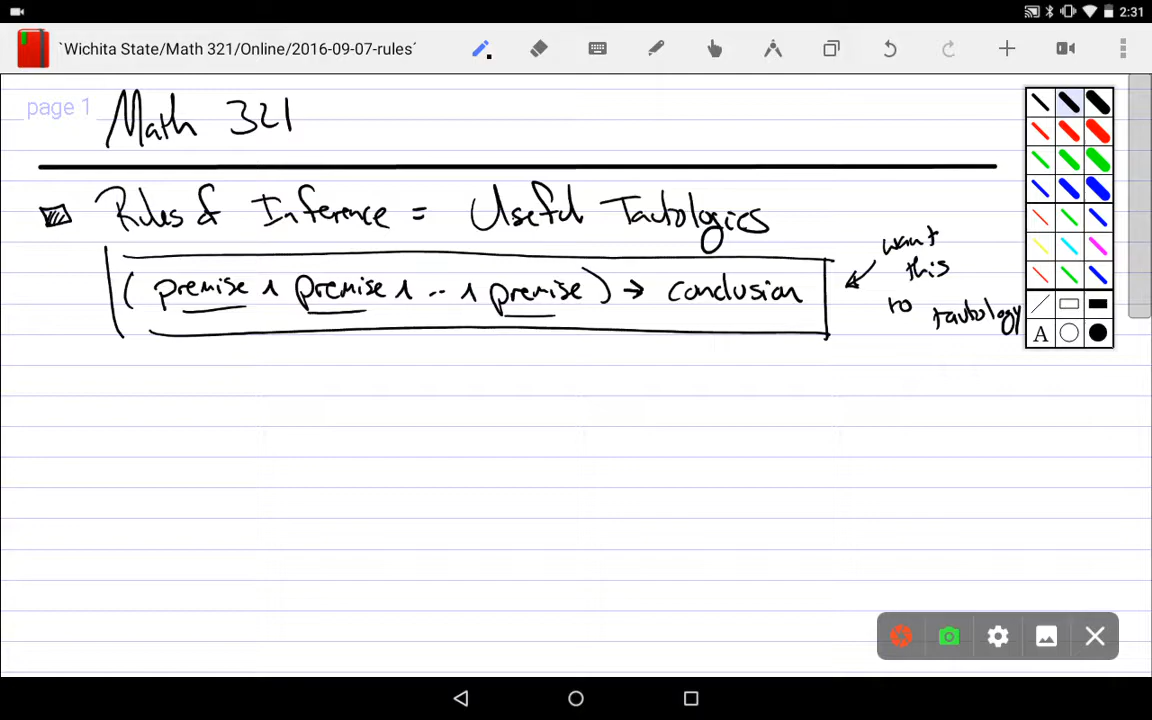 2:31
`Wichita State/Math 321/Online/2016-09-07-rules´
page 1
Math 321
Rules of Inference = Useful Tautologies
(premise ∧ premise ∧ .. ∧ premise) → conclusion
want
this
to tautology
A